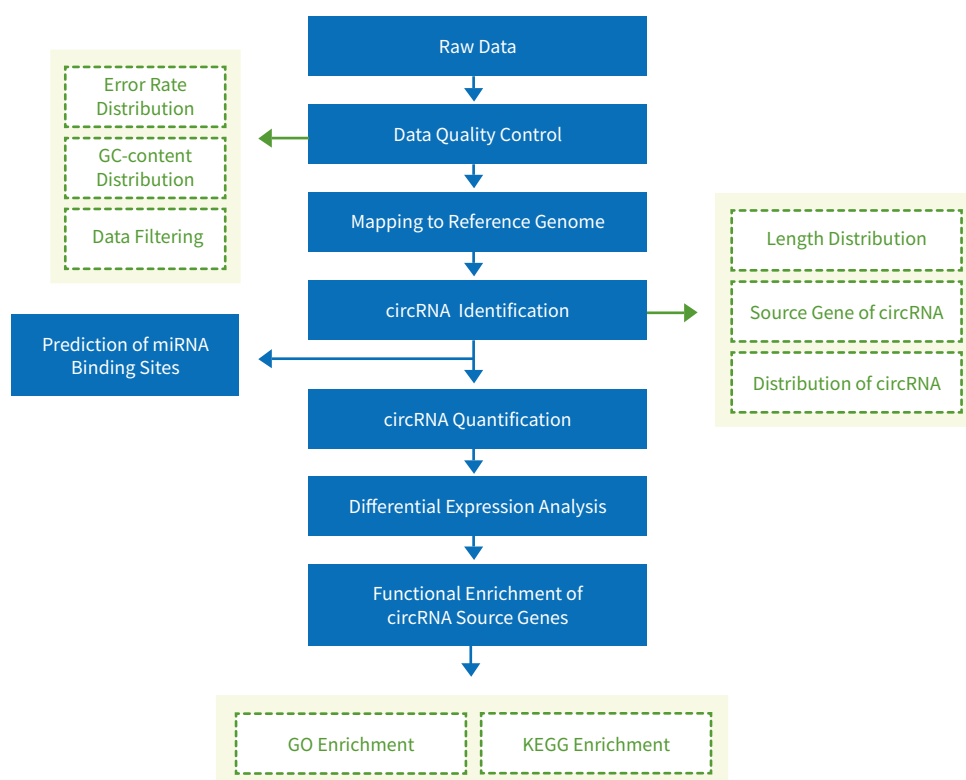 Raw Data
Error Rate
Distribution
GC-content
Distribution
Data Filtering
Data Quality Control
Mapping to Reference Genome
circRNA Identification
Length Distribution
Source Gene of circRNA
Distribution of circRNA
Prediction of miRNA
Binding Sites
circRNA Quantification
Differential Expression Analysis
Functional Enrichment of
circRNA Source Genes
GO Enrichment
KEGG Enrichment